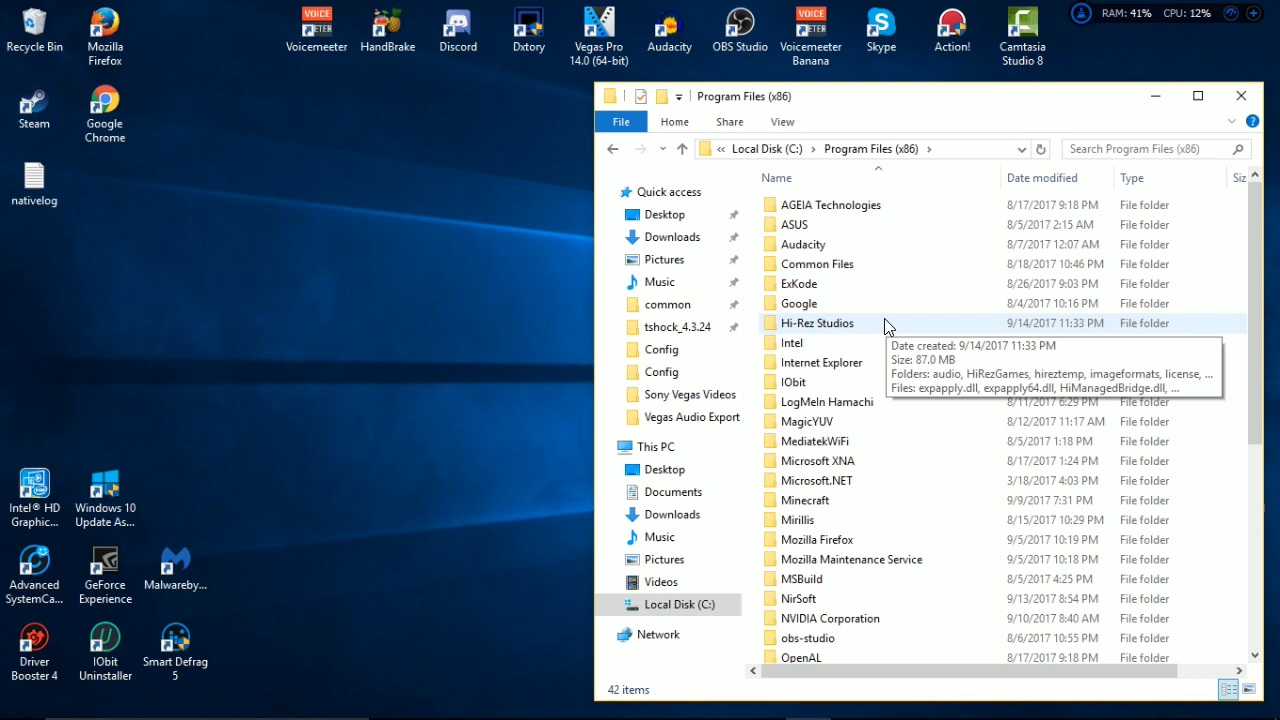 Recycle Bin
Mozilla
Firefox
VOICE
MEETER
Voicemeeter
HandBrake
Discord
Dxtory
Vegas Pro
14.0 (64-bit)
Audacity
OBS Studio
VOICE
MEETER
Voicemeeter
Banana
Skype
Action!
Camtasia
Studio 8
RAM: 41% CPU: 12%
Steam
Google
Chrome
nativelog
Intel® HD
Graphic...
Windows 10
Update As...
Advanced
SystemCa...
GeForce
Experience
Malwareby...
Driver
Booster 4
IObit
Uninstaller
Smart Defrag
5
Program Files (x86)
File Home Share View
« Local Disk (C:) > Program Files (x86) >
Search Program Files (x86)
Quick access
Desktop
Downloads
Pictures
Music
common
tshock_4.3.24
Config
Config
Sony Vegas Videos
Vegas Audio Export
This PC
Desktop
Documents
Downloads
Music
Pictures
Videos
Local Disk (C:)
Network
Name Date modified Type Siz
AGEIA Technologies 8/17/2017 9:18 PM File folder
ASUS 8/5/2017 2:15 AM File folder
Audacity 8/7/2017 12:07 AM File folder
Common Files 8/18/2017 10:46 PM File folder
ExKode 8/26/2017 9:03 PM File folder
Google 8/4/2017 10:16 PM File folder
Hi-Rez Studios 9/14/2017 11:33 PM File folder
Intel
Internet Explorer
IObit
LogMeIn Hamachi 8/11/2017 6:29 PM File folder
Date created: 9/14/2017 11:33 PM
Size: 87.0 MB
Folders: audio, HiRezGames, hireztemp, imageformats, license, ...
Files: expapply.dll, expapply64.dll, HiManagedBridge.dll, ...
MagicYUV 8/12/2017 11:17 AM File folder
MediatekWiFi 8/5/2017 1:18 PM File folder
Microsoft XNA 8/17/2017 1:24 PM File folder
Microsoft.NET 3/18/2017 4:03 PM File folder
Minecraft 9/9/2017 7:31 PM File folder
Mirillis 8/15/2017 10:29 PM File folder
Mozilla Firefox 9/5/2017 10:19 PM File folder
Mozilla Maintenance Service 9/5/2017 10:18 PM File folder
MSBuild 8/5/2017 4:25 PM File folder
NirSoft 9/13/2017 8:54 PM File folder
NVIDIA Corporation 9/10/2017 8:40 AM File folder
obs-studio 8/6/2017 10:55 PM File folder
OpenAL 8/17/2017 9:18 PM File folder
42 items